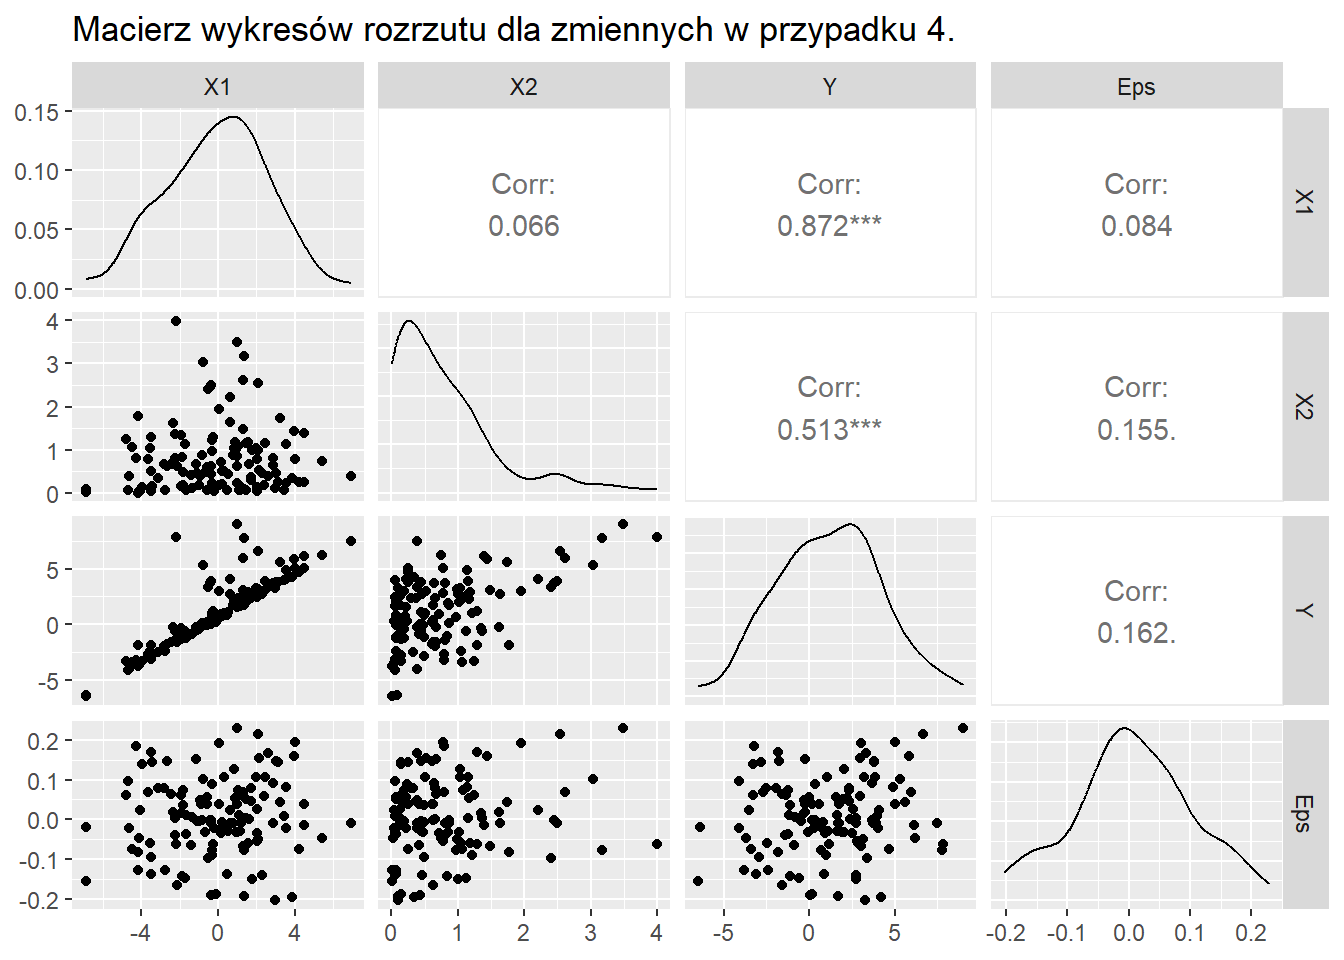 Macierz wykresów rozrzutu dla zmiennych w przypadku 4.
X1 X2 Y Eps
0.15
0.10
0.05
0.00
Corr:
0.066
Corr:
0.872***
Corr:
0.084
X1
4
3
2
1
0
Corr:
0.513***
Corr:
0.155.
X2
5
0
-5
Corr:
0.162.
Y
0.2
0.1
0.0
-0.1
-0.2
Eps
-4 0 4 0 1 2 3 4 -5 0 5 -0.2 -0.1 0.0 0.1 0.2